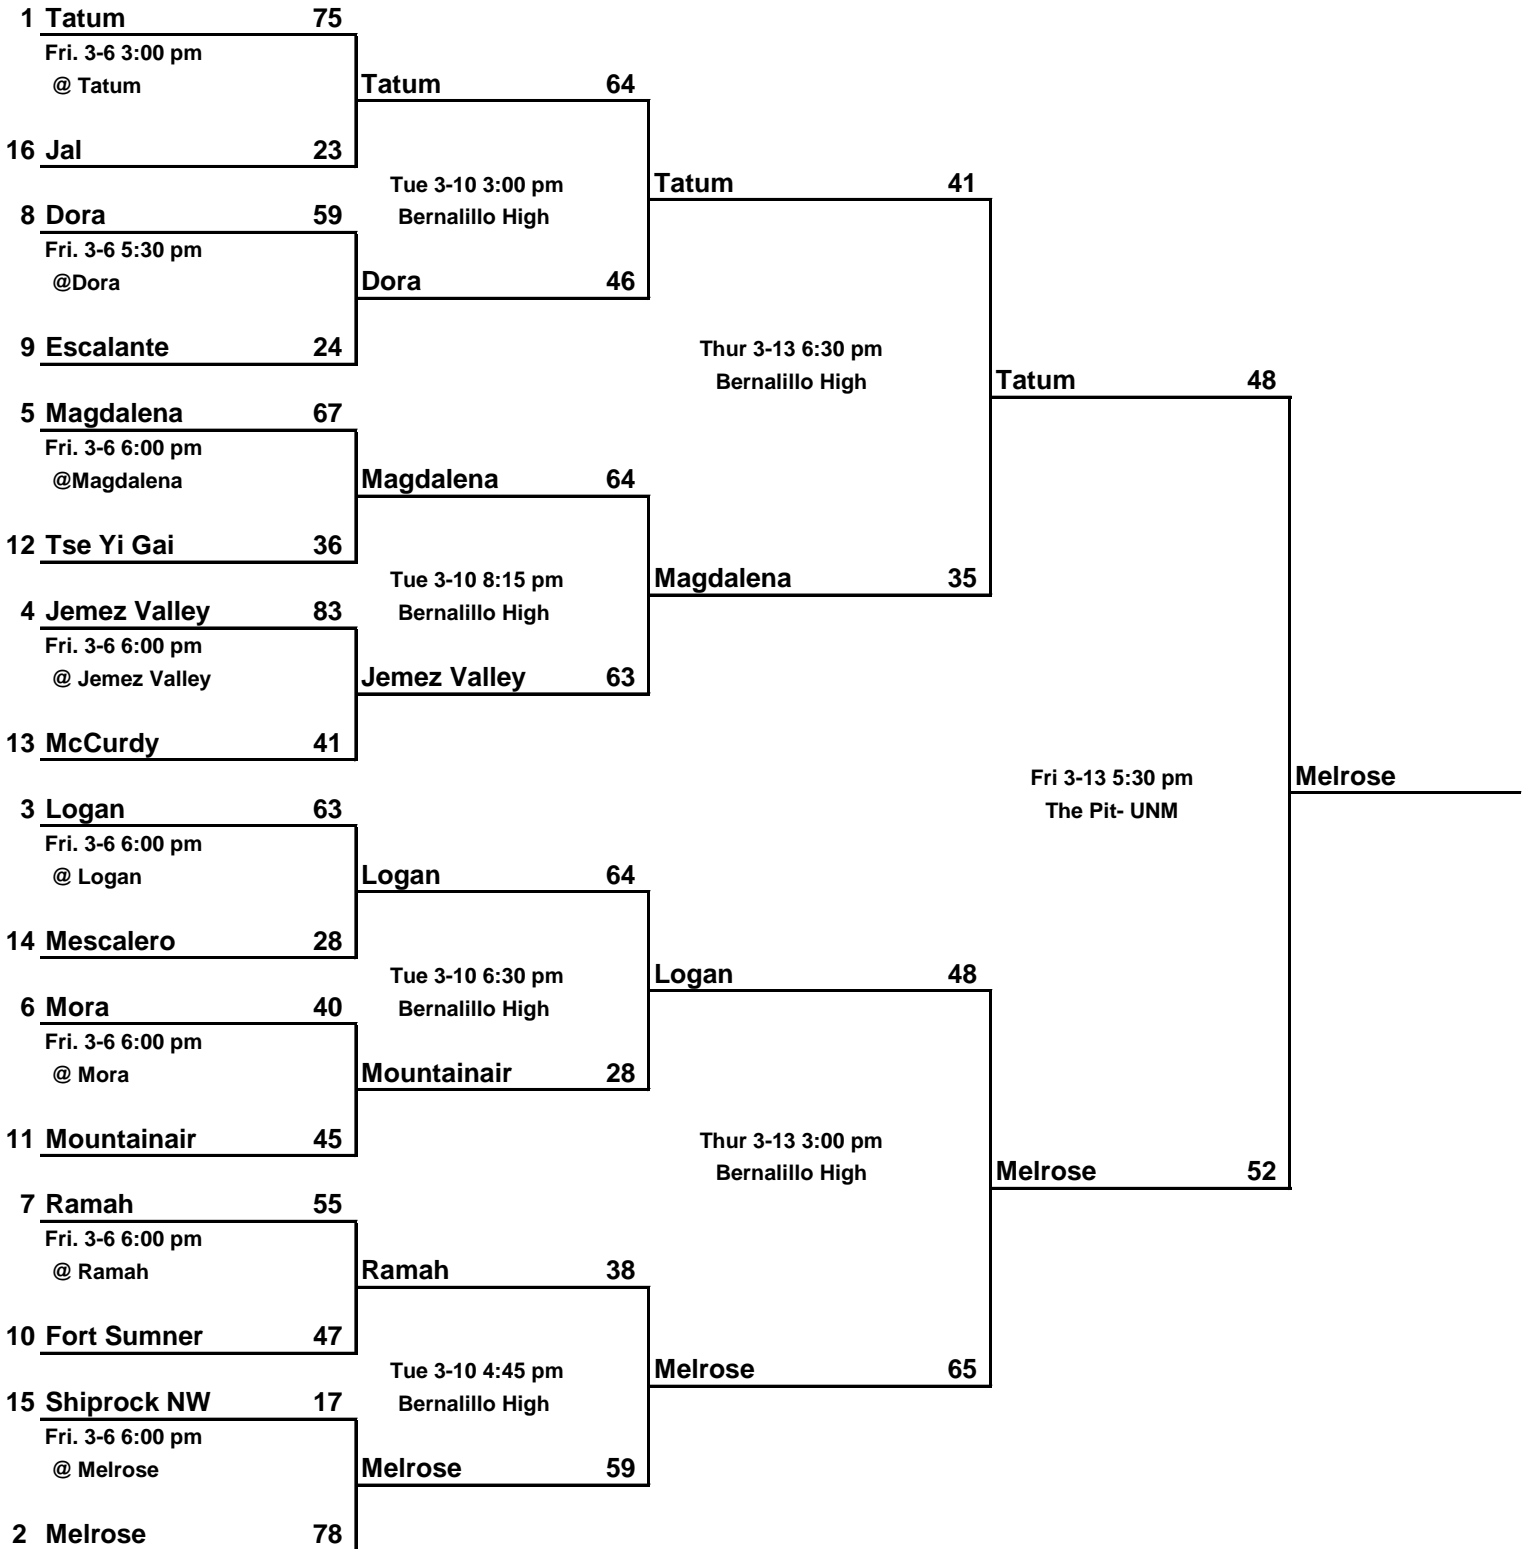 1 Tatum 75
Fri. 3-6 3:00 pm
@ Tatum
16 Jal 23
8 Dora 59
Fri. 3-6 5:30 pm
@Dora
9 Escalante 24
5 Magdalena 67
Fri. 3-6 6:00 pm
@Magdalena
12 Tse Yi Gai 36
4 Jemez Valley 83
Fri. 3-6 6:00 pm
@ Jemez Valley
13 McCurdy 41
3 Logan 63
Fri. 3-6 6:00 pm
@ Logan
14 Mescalero 28
6 Mora 40
Fri. 3-6 6:00 pm
@ Mora
11 Mountainair 45
7 Ramah 55
Fri. 3-6 6:00 pm
@ Ramah
10 Fort Sumner 47
15 Shiprock NW 17
Fri. 3-6 6:00 pm
@ Melrose
2 Melrose 78
Tatum 64
Tue 3-10 3:00 pm
Bernalillo High
Dora 46
Magdalena 64
Tue 3-10 8:15 pm
Bernalillo High
Jemez Valley 63
Logan 64
Tue 3-10 6:30 pm
Bernalillo High
Mountainair 28
Ramah 38
Tue 3-10 4:45 pm
Bernalillo High
Melrose 59
Tatum 41
Thur 3-13 6:30 pm
Bernalillo High
Magdalena 35
Logan 48
Thur 3-13 3:00 pm
Bernalillo High
Melrose 65
Tatum 48
Fri 3-13 5:30 pm
The Pit- UNM
Melrose 52
Melrose